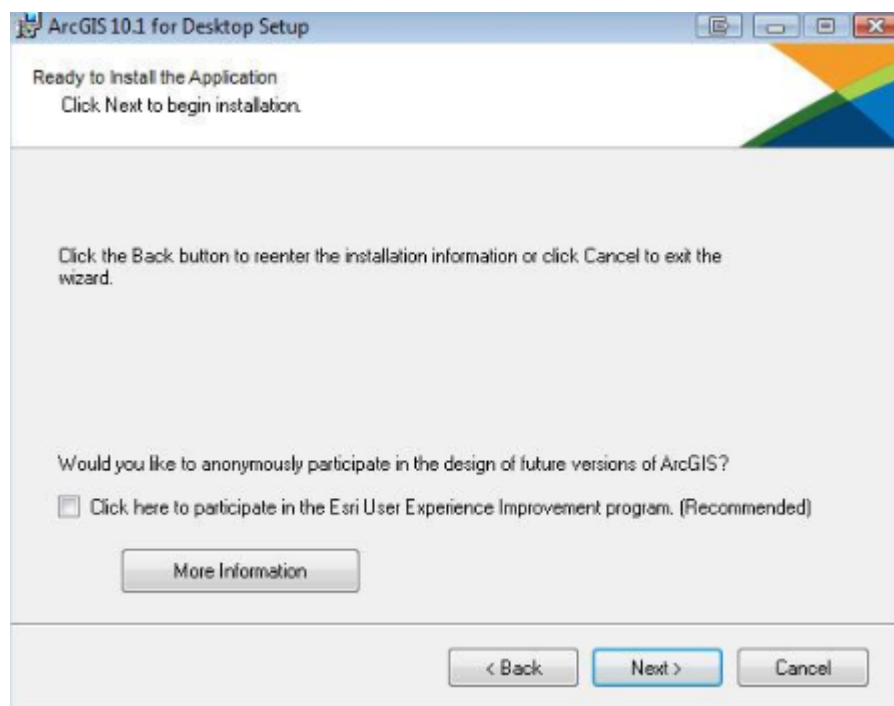 ArcGIS 10.1 for Desktop Setup
Ready to Install the Application
Click Next to begin installation.
Click the Back button to reenter the installation information or click Cancel to exit the
wizard.
Would you like to anonymously participate in the design of future versions of ArcGIS?
Click here to participate in the Esri User Experience Improvement program. (Recommended)
More Information
< Back Next > Cancel